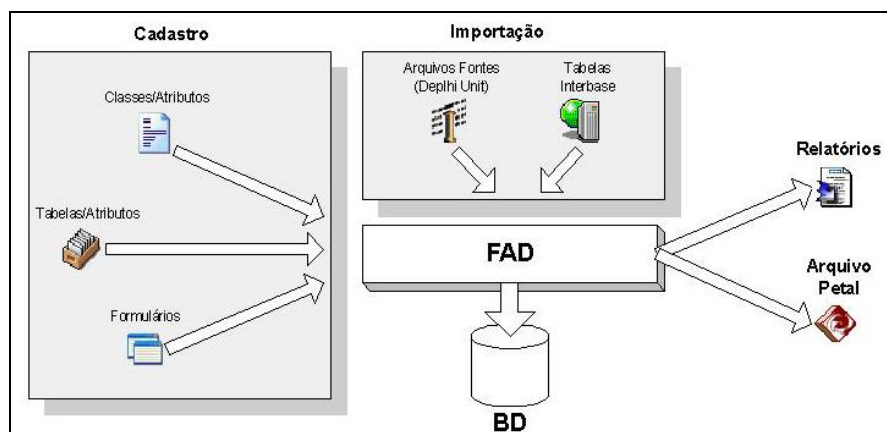 Cadastro
Classes/Atributos
Tabelas/Atributos
Formulários
Importação
Arquivos Fontes
(Deplhi Unit)
Tabelas
Interbase
FAD
BD
Relatórios
Arquivo
Petal